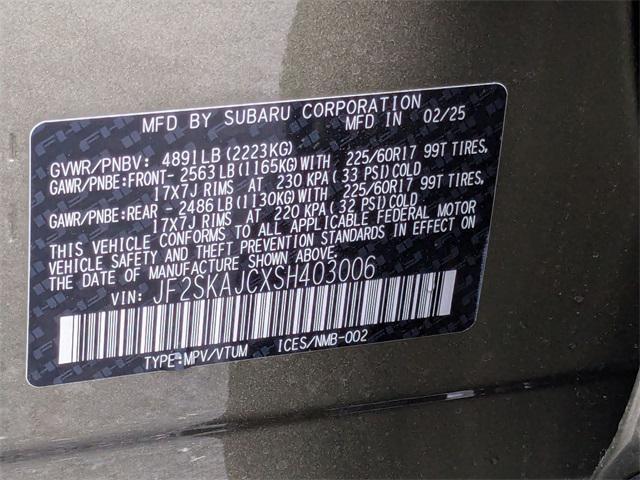 MFD BY SUBARU CORPORATION
MFD IN 02/25
GVWR/PNBV: 4891LB(2223KG)
GAWR/PNBE:FRONT- 2563LB(1165KG)WITH 225/60R17 99T TIRES,
17X7J RIMS AT 230 KPA(33 PSI)COLD
GAWR/PNBE:REAR - 2486LB(1130KG)WITH 225/60R17 99T TIRES,
17X7J RIMS AT 220 KPA(32 PSI)COLD
THIS VEHICLE CONFORMS TO ALL APPLICABLE FEDERAL MOTOR
VEHICLE SAFETY AND THEFT PREVENTION STANDARDS IN EFFECT ON
THE DATE OF MANUFACTURE SHOWN ABOVE.
VIN: JF2SKAJCXSH403006
TYPE:MPV/VTUM ICES/NMB-002